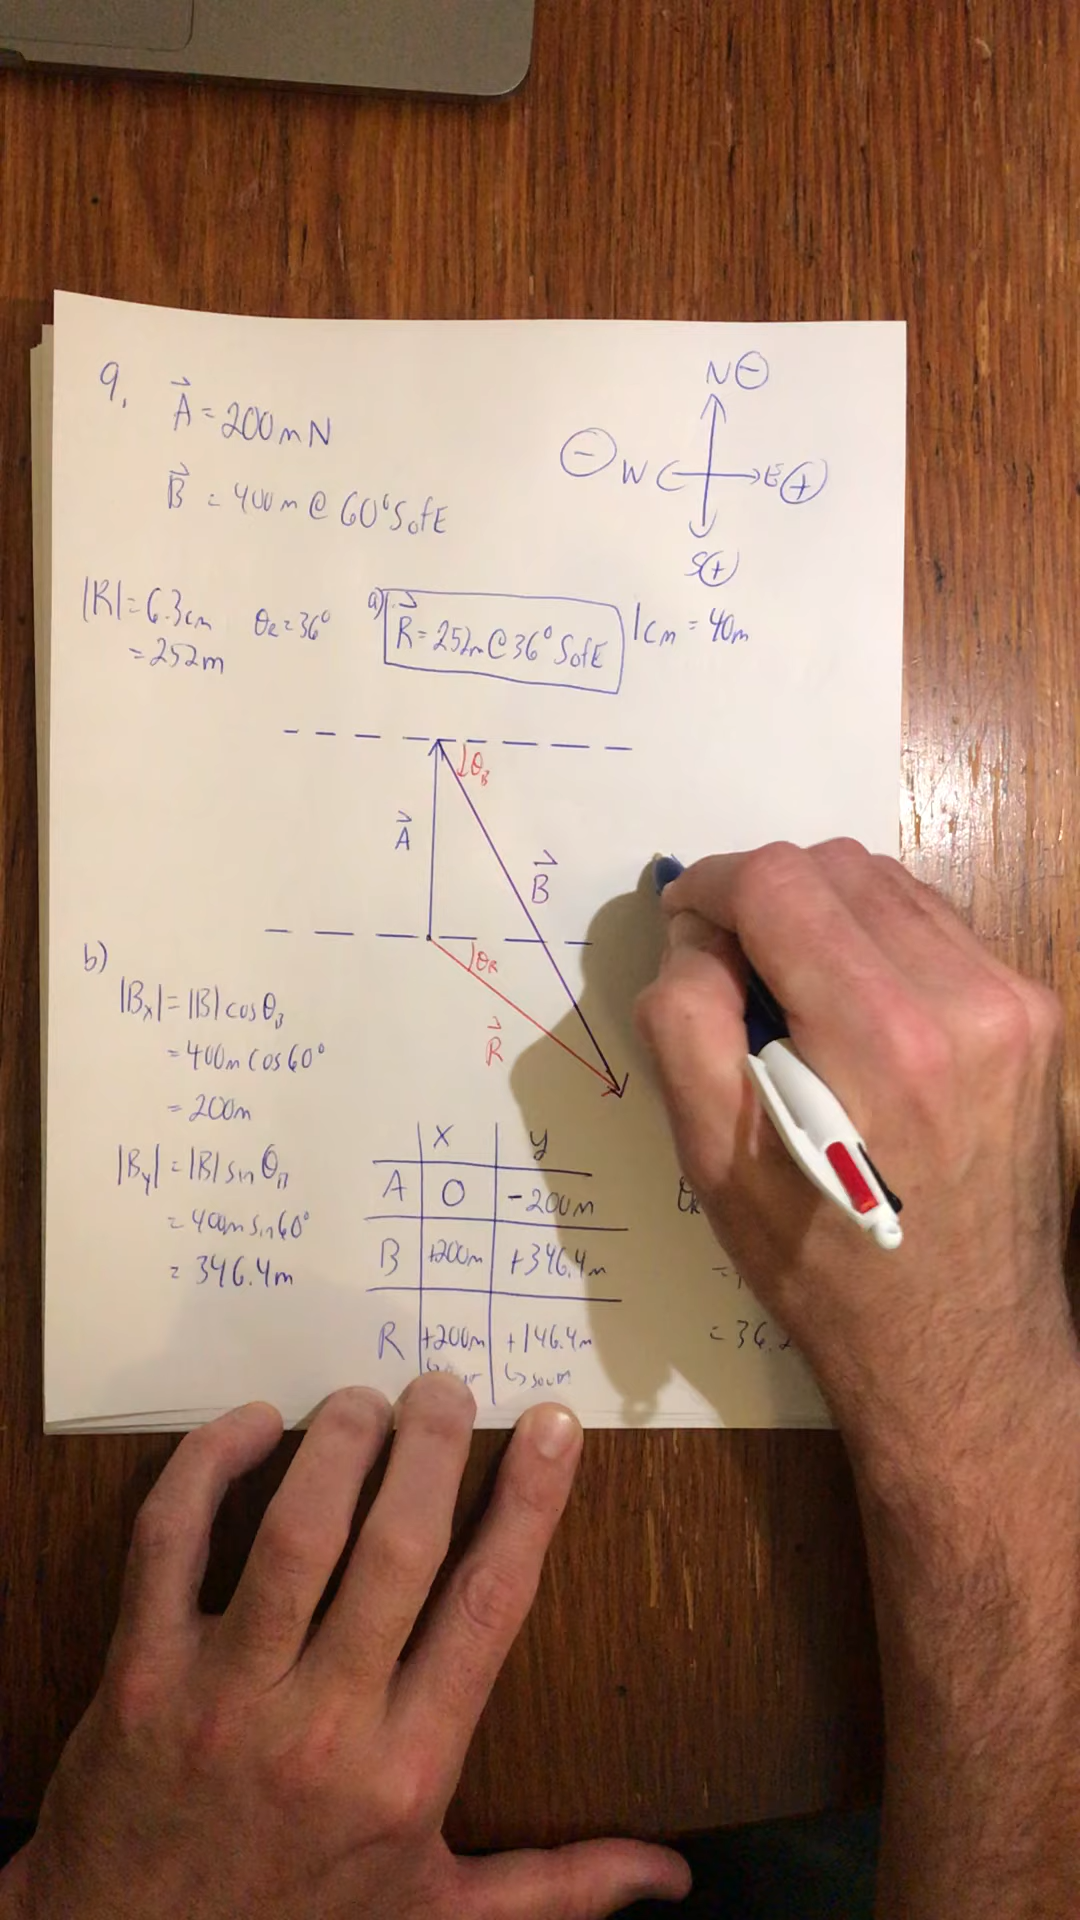 9.
A = 200m N
B = 400m @ 60° S of E
N ⊖
⊖ W E ⊕
S ⊕
|R| = 6.3cm
= 252m
θR = 36°
a) R = 252m @ 36° S of E
1cm = 40m
θB
A
B
θR
R
b)
|Bx| = |B| cos θB
= 400m cos 60°
= 200m
|By| = |B| sin θB
= 400m sin 60°
= 346.4m
x y
A 0 -200m
B +200m +346.4m
R +200m +146.4m
↳ south
θR
=
= 36.